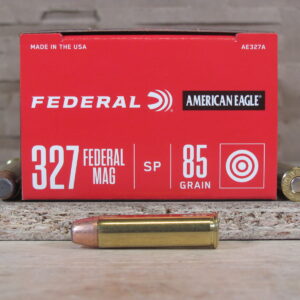 MADE IN THE USA AE327A
FEDERAL AMERICAN EAGLE
327 FEDERAL MAG SP 85 GRAIN